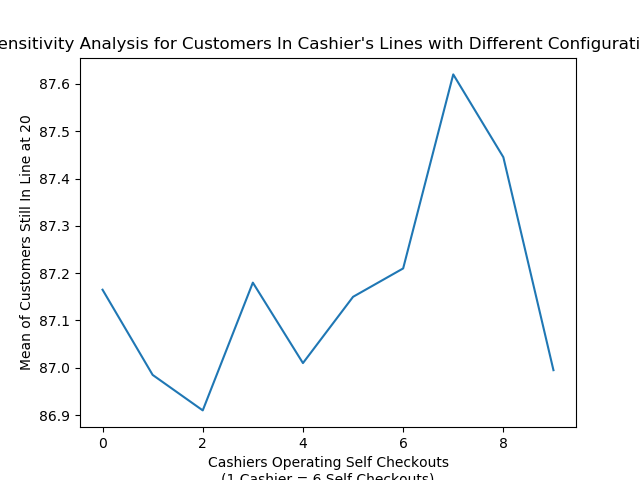 ensitivity Analysis for Customers In Cashier's Lines with Different Configurati
87.6
87.5
87.4
87.3
87.2
87.1
87.0
86.9
Mean of Customers Still In Line at 20
0 2 4 6 8
Cashiers Operating Self Checkouts
(1 Cashier = 6 Self Checkouts)